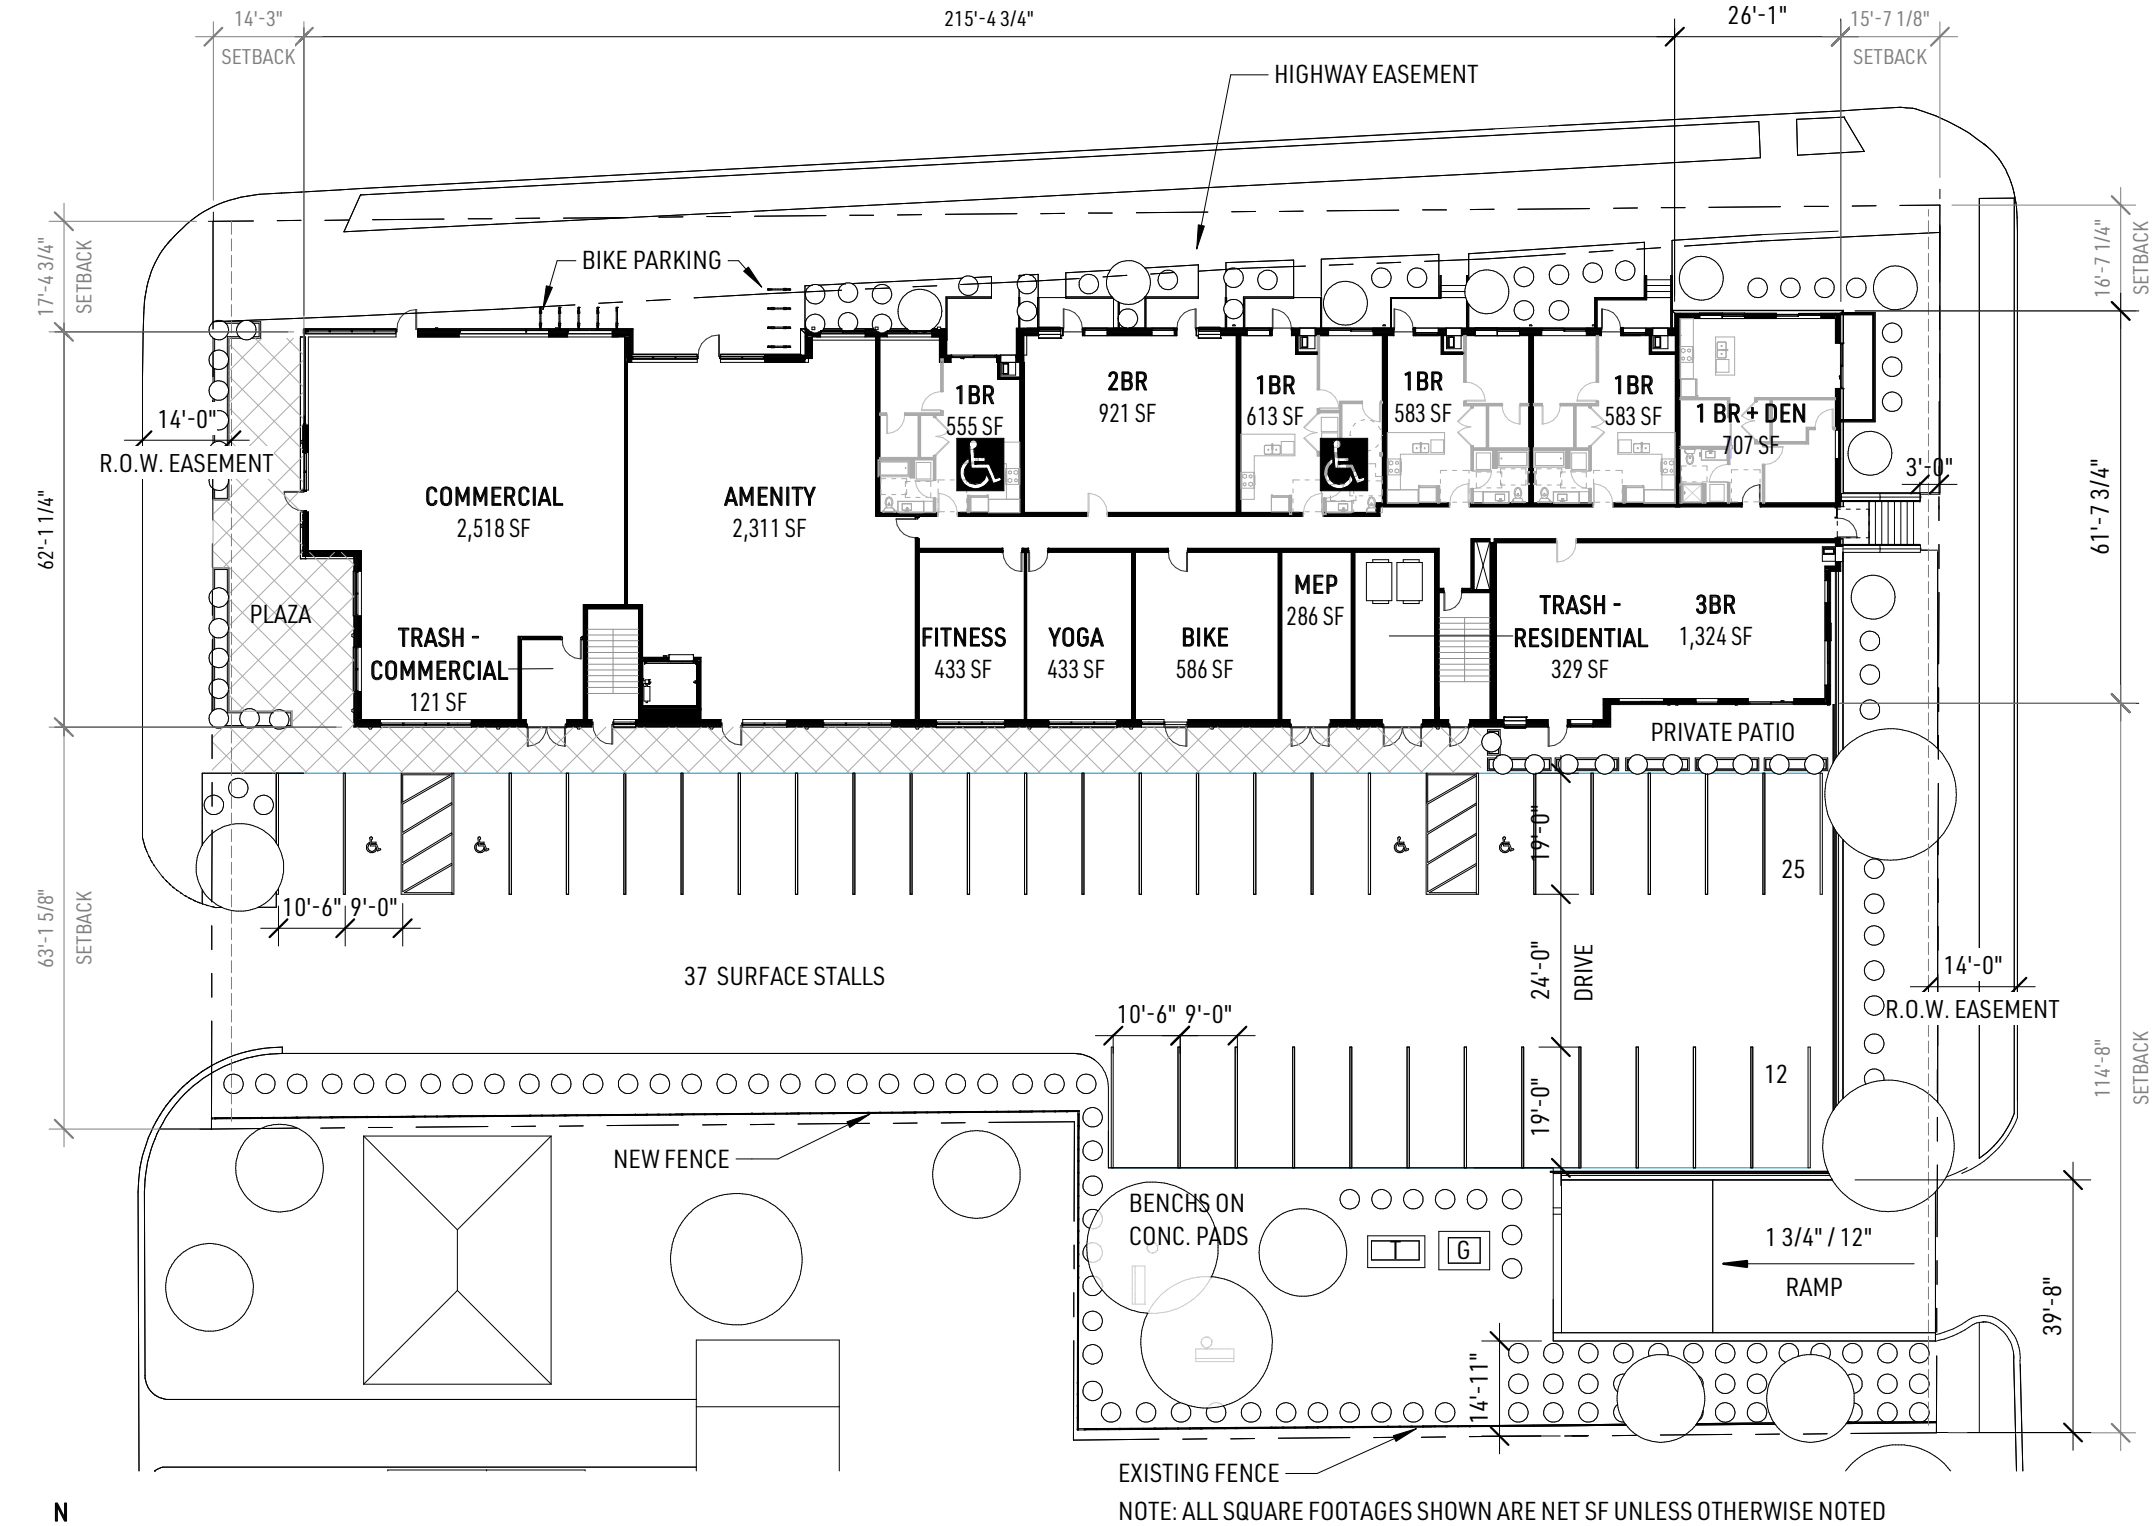 14'-3"
215'-4 3/4"
26'-1"
15'-7 1/8"
SETBACK
SETBACK
HIGHWAY EASEMENT
17'-4 3/4"
SETBACK
BIKE PARKING
16'-7 1/4"
SETBACK
1BR
555 SF
2BR
921 SF
1BR
613 SF
1BR
583 SF
1BR
583 SF
1 BR + DEN
707 SF
14'-0"
R.O.W. EASEMENT
3'-0"
62'-1 1/4"
61'-7 3/4"
COMMERCIAL
2,518 SF
AMENITY
2,311 SF
PLAZA
TRASH -
COMMERCIAL
121 SF
FITNESS
433 SF
YOGA
433 SF
BIKE
586 SF
MEP
286 SF
TRASH -
RESIDENTIAL
329 SF
3BR
1,324 SF
PRIVATE PATIO
19'-0"
25
10'-6" 9'-0"
63'-1 5/8"
SETBACK
37 SURFACE STALLS
24'-0"
DRIVE
14'-0"
R.O.W. EASEMENT
10'-6" 9'-0"
19'-0"
12
114'-8"
SETBACK
NEW FENCE
BENCHS ON
CONC. PADS
T
G
1 3/4" / 12"
RAMP
39'-8"
14'-11"
EXISTING FENCE
N
NOTE: ALL SQUARE FOOTAGES SHOWN ARE NET SF UNLESS OTHERWISE NOTED